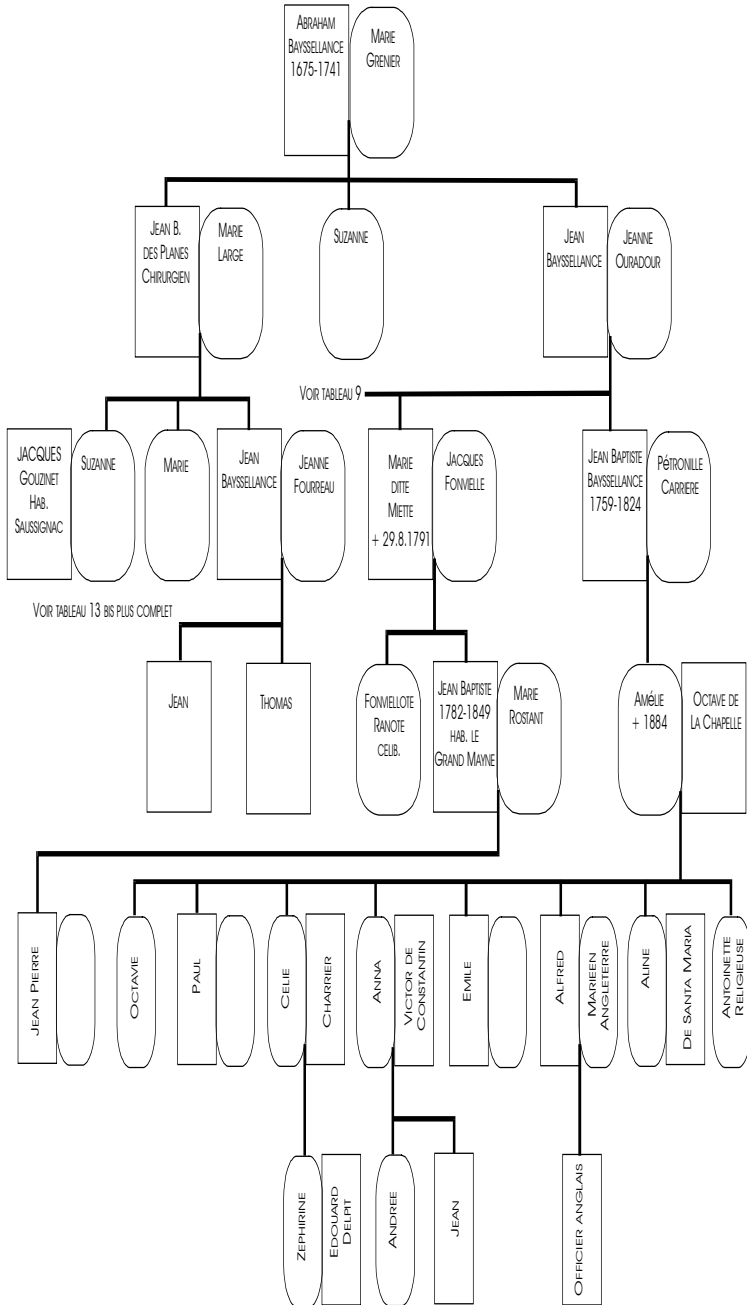 Abraham
Bayssellance
1675-1741
Marie
Grenier
Jean B.
des Planes
Chirurgien
Marie
Large
Suzanne
Jean
Bayssellance
Jeanne
Ouradour
Voir tableau 9
JACQUES
Gouzinet
Hab.
Saussignac
Suzanne
Marie
Jean
Bayssellance
Jeanne
Fourreau
Marie
ditte
Miette
+ 29.8.1791
Jacques
Fonvielle
Jean Baptiste
Bayssellance
1759-1824
Pétronille
Carriere
Voir tableau 13 bis plus complet
Jean
Thomas
Fonviellote
Ranote
celib.
Jean Baptiste
1782-1849
hab. le
Grand Mayne
Marie
Rostant
Amélie
+ 1884
Octave de
La Chapelle
Jean Pierre
Octavie
Paul
Celie
Charrier
Anna
Victor de
Constantin
Emile
Alfred
Marieen
Angleterre
Aline
De Santa Maria
Antoinette
Religieuse
Zephirine
Edouard
Delpit
Andree
Jean
Officier anglais